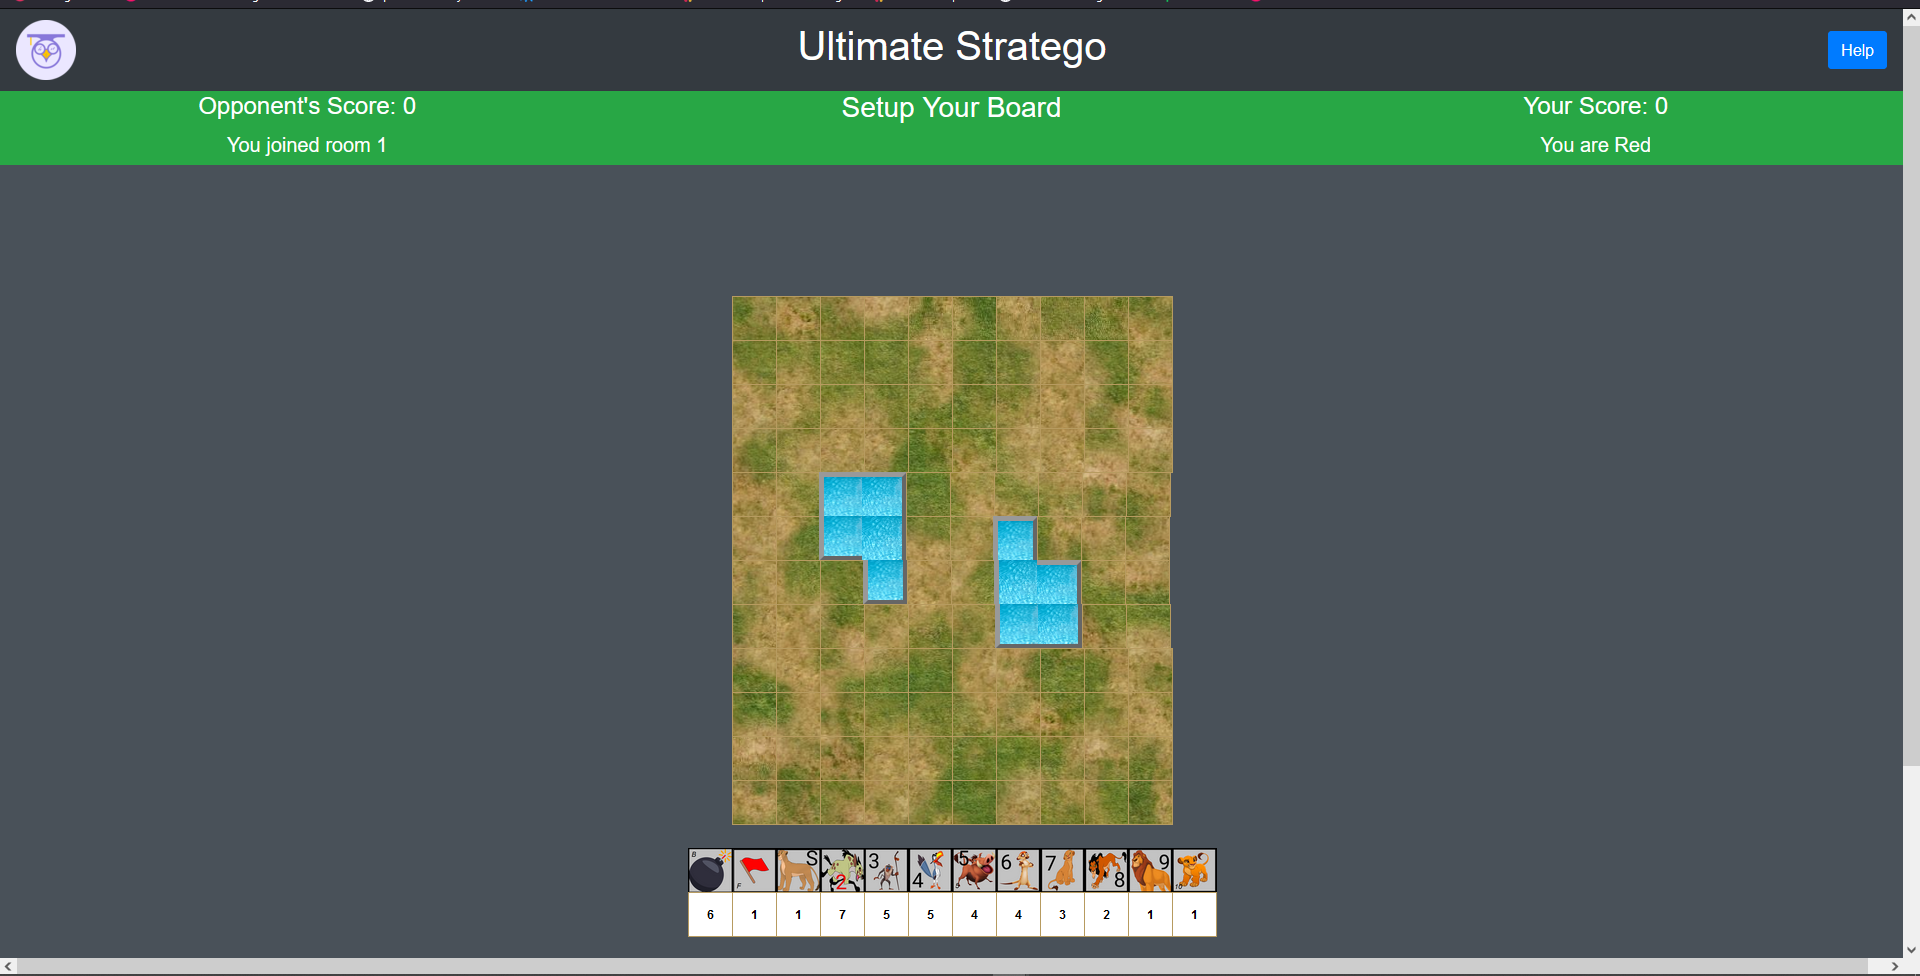 Ultimate Stratego
Help
Opponent's Score: 0
Setup Your Board
Your Score: 0
You joined room 1
You are Red
B F S 2 3 4 5 5 6 7 8 9 10
6 1 1 7 5 5 4 4 3 2 1 1